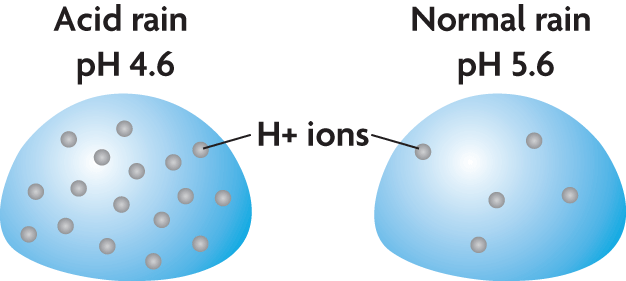 Acid rain
pH 4.6
Normal rain
pH 5.6
H+ ions